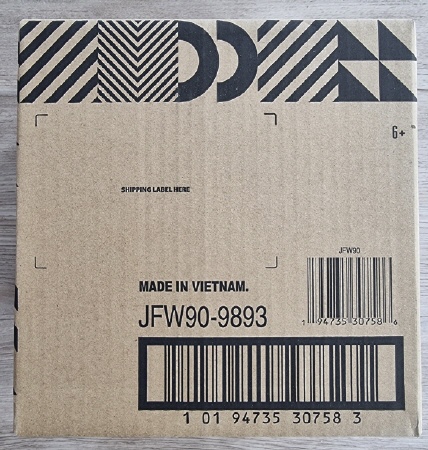 6+
SHIPPING LABEL HERE
JFW90
MADE IN VIETNAM.
JFW90-9893
1 94735 30758 6
1 01 94735 30758 3